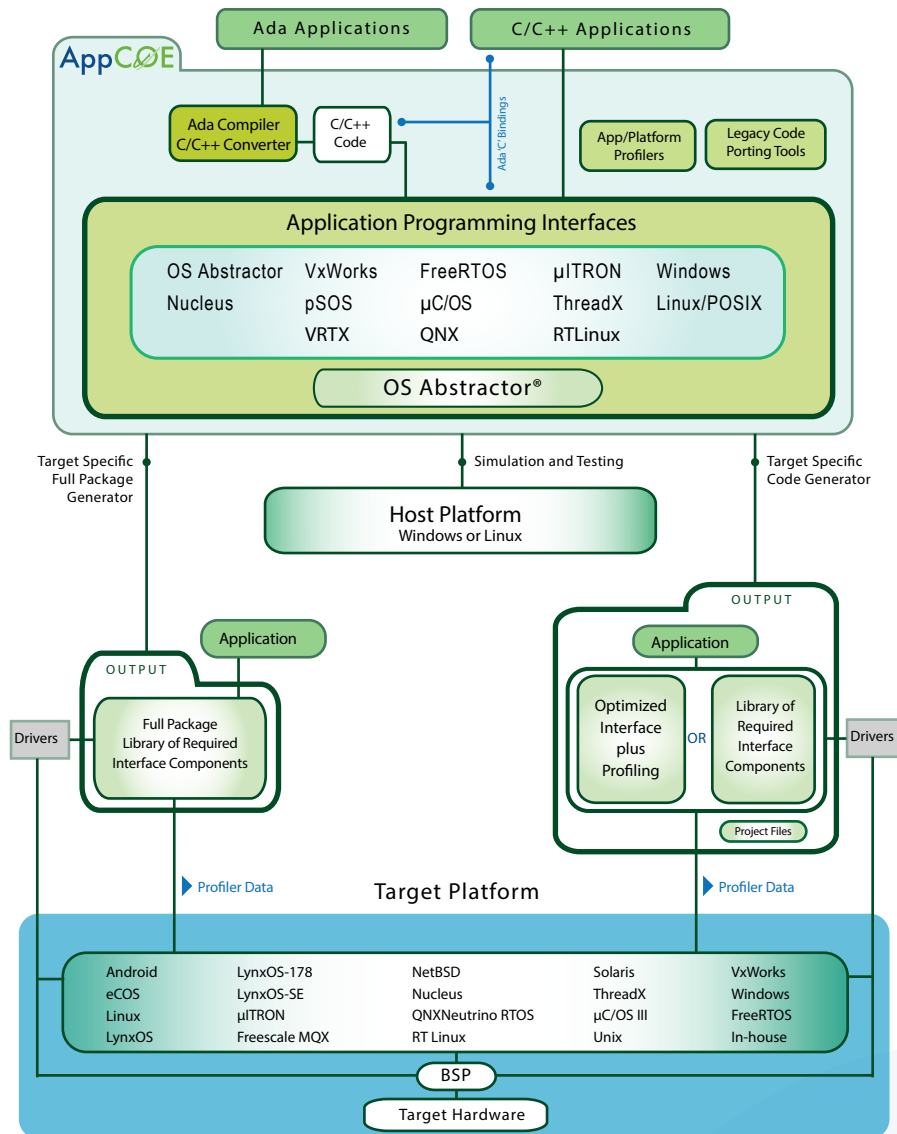 Ada Applications
C/C++ Applications
AppCOE
Ada Compiler
C/C++ Converter
C/C++
Code
Ada 'C' Bindings
App/Platform
Profilers
Legacy Code
Porting Tools
Application Programming Interfaces
OS Abstractor VxWorks FreeRTOS µITRON Windows
Nucleus pSOS µC/OS ThreadX Linux/POSIX
VRTX QNX RTLinux
OS Abstractor®
Target Specific
Full Package
Generator
Simulation and Testing
Target Specific
Code Generator
Host Platform
Windows or Linux
OUTPUT
Application
Full Package
Library of Required
Interface Components
Drivers
OUTPUT
Application
Optimized
Interface
plus
Profiling
OR
Library of
Required
Interface
Components
Drivers
Project Files
Profiler Data
Target Platform
Profiler Data
Android LynxOS-178 NetBSD Solaris VxWorks
eCOS LynxOS-SE Nucleus ThreadX Windows
Linux µITRON QNXNeutrino RTOS µC/OS III FreeRTOS
LynxOS Freescale MQX RT Linux Unix In-house
BSP
Target Hardware